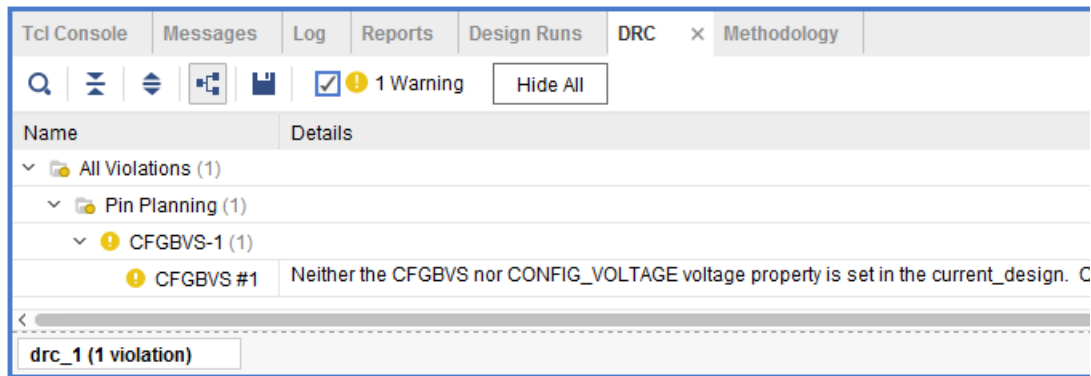 Tcl Console Messages Log Reports Design Runs DRC × Methodology
1 Warning Hide All
Name Details
All Violations (1)
Pin Planning (1)
CFGBVS-1 (1)
CFGBVS #1 Neither the CFGBVS nor CONFIG_VOLTAGE voltage property is set in the current_design.
drc_1 (1 violation)